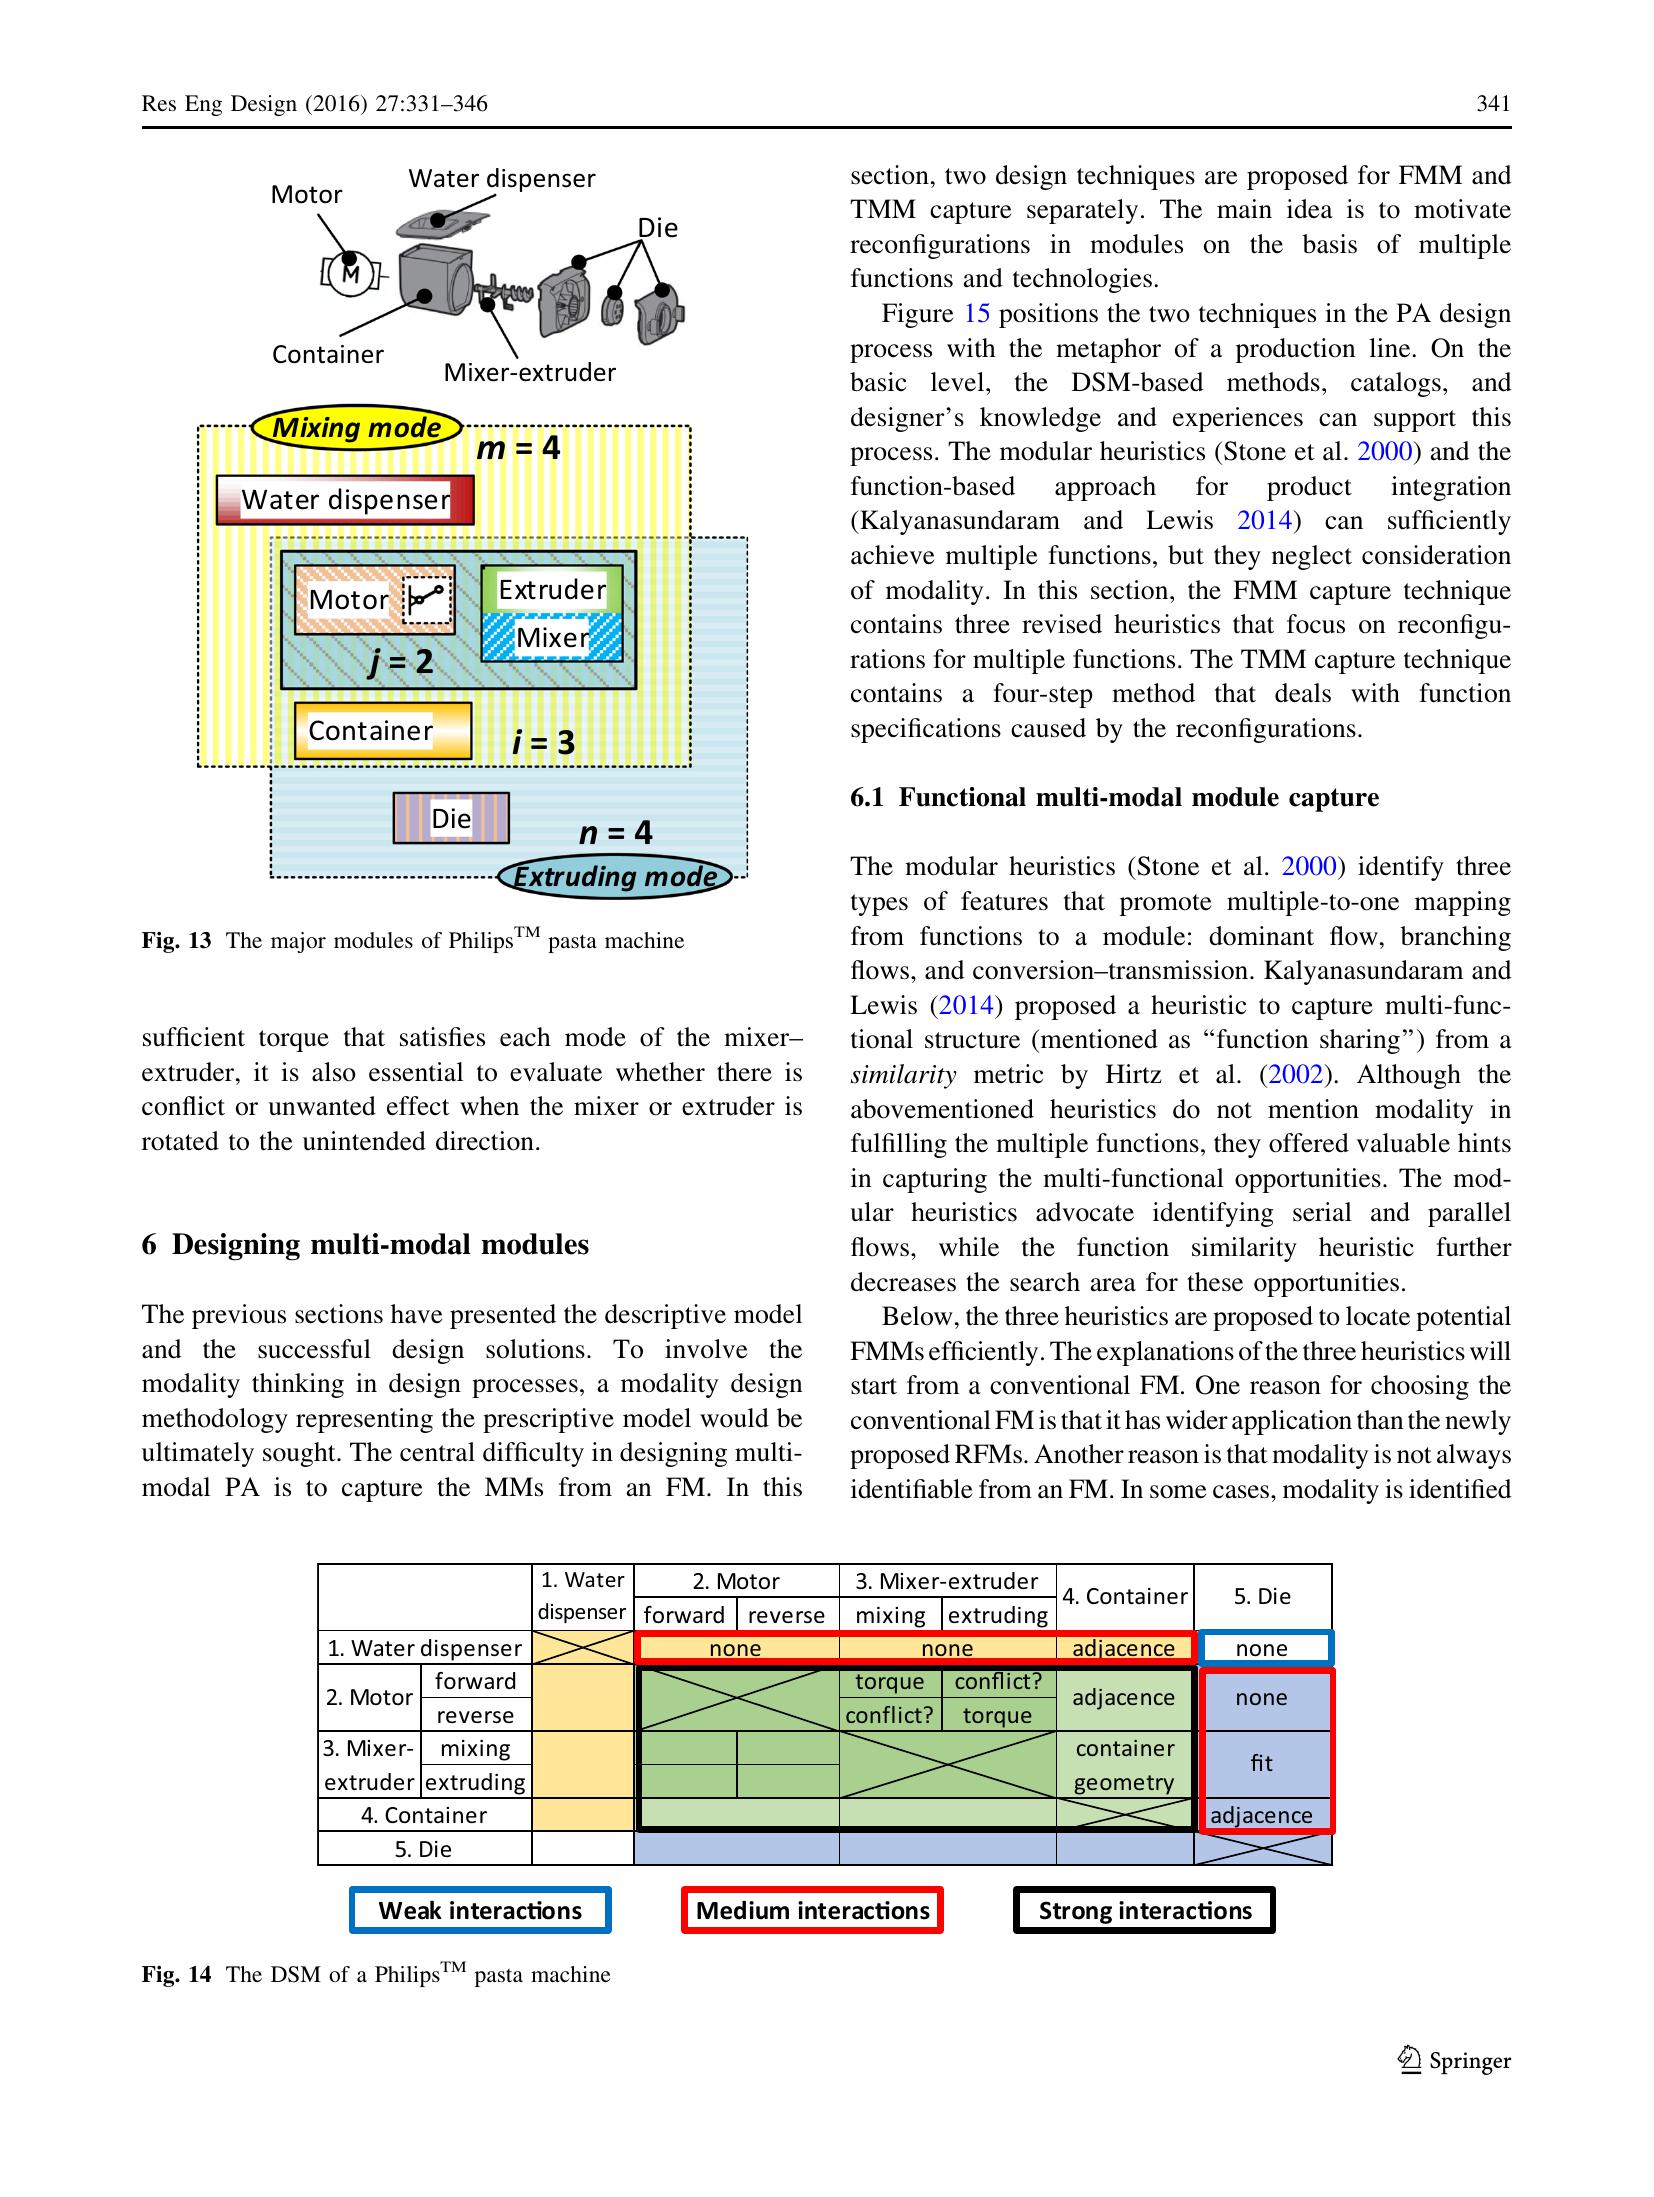 Res Eng Design (2016) 27:331–346
341
Motor
Water dispenser
Die
M
Container
Mixer-extruder
Mixing mode
m = 4
Water dispenser
Motor
Extruder
Mixer
j = 2
Container
i = 3
Die
n = 4
Extruding mode
Fig. 13 The major modules of Philips™ pasta machine
sufficient torque that satisfies each mode of the mixer–
extruder, it is also essential to evaluate whether there is
conflict or unwanted effect when the mixer or extruder is
rotated to the unintended direction.
6 Designing multi-modal modules
The previous sections have presented the descriptive model
and the successful design solutions. To involve the
modality thinking in design processes, a modality design
methodology representing the prescriptive model would be
ultimately sought. The central difficulty in designing multi-
modal PA is to capture the MMs from an FM. In this
section, two design techniques are proposed for FMM and
TMM capture separately. The main idea is to motivate
reconfigurations in modules on the basis of multiple
functions and technologies.
Figure 15 positions the two techniques in the PA design
process with the metaphor of a production line. On the
basic level, the DSM-based methods, catalogs, and
designer's knowledge and experiences can support this
process. The modular heuristics (Stone et al. 2000) and the
function-based approach for product integration
(Kalyanasundaram and Lewis 2014) can sufficiently
achieve multiple functions, but they neglect consideration
of modality. In this section, the FMM capture technique
contains three revised heuristics that focus on reconfigu-
rations for multiple functions. The TMM capture technique
contains a four-step method that deals with function
specifications caused by the reconfigurations.
6.1 Functional multi-modal module capture
The modular heuristics (Stone et al. 2000) identify three
types of features that promote multiple-to-one mapping
from functions to a module: dominant flow, branching
flows, and conversion–transmission. Kalyanasundaram and
Lewis (2014) proposed a heuristic to capture multi-func-
tional structure (mentioned as “function sharing”) from a
similarity metric by Hirtz et al. (2002). Although the
abovementioned heuristics do not mention modality in
fulfilling the multiple functions, they offered valuable hints
in capturing the multi-functional opportunities. The mod-
ular heuristics advocate identifying serial and parallel
flows, while the function similarity heuristic further
decreases the search area for these opportunities.
Below, the three heuristics are proposed to locate potential
FMMs efficiently. The explanations of the three heuristics will
start from a conventional FM. One reason for choosing the
conventional FM is that it has wider application than the newly
proposed RFMs. Another reason is that modality is not always
identifiable from an FM. In some cases, modality is identified
1. Water dispenser 2. Motor 3. Mixer-extruder 4. Container 5. Die
forward reverse mixing extruding
1. Water dispenser none none adjacence none
2. Motor forward torque conflict? adjacence none
reverse conflict? torque
3. Mixer-extruder mixing container geometry fit
extruding
4. Container adjacence
5. Die
Weak interactions Medium interactions Strong interactions
Fig. 14 The DSM of a Philips™ pasta machine
Springer